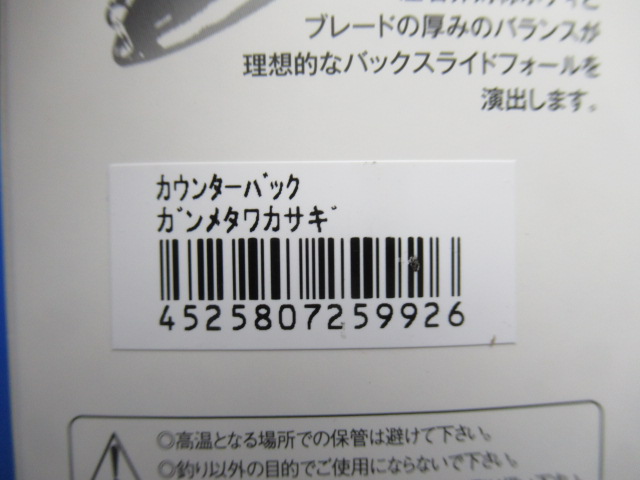 ブレードの厚みのバランスが
理想的なバックスライドフォールを
演出します。
カウンターバック
ガンメタワカサギ
4525807259926
◎高温となる場所での保管は避けて下さい。
◎釣り以外の目的でご使用にならないで下さい。